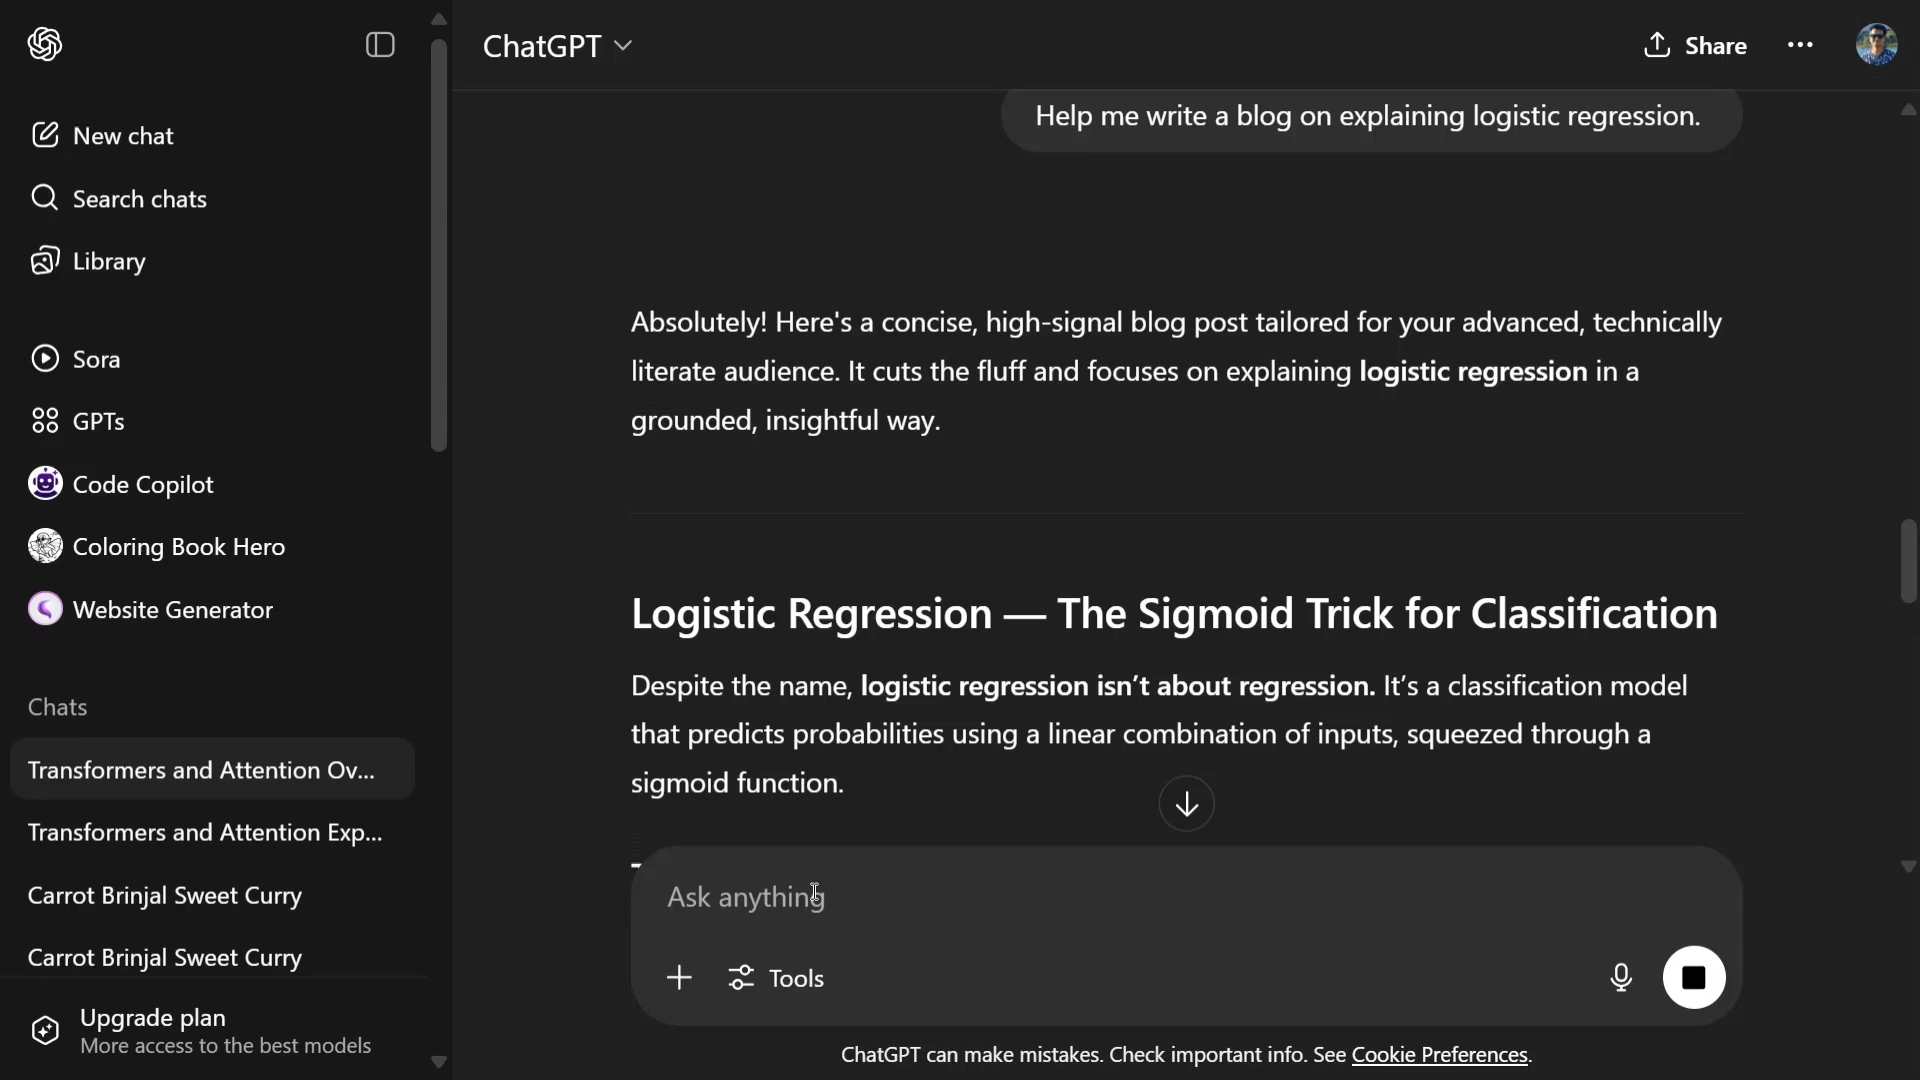 ChatGPT
Share
New chat
Search chats
Library
Sora
GPTs
Code Copilot
Coloring Book Hero
Website Generator
Chats
Transformers and Attention Ov...
Transformers and Attention Exp...
Carrot Brinjal Sweet Curry
Carrot Brinjal Sweet Curry
Upgrade plan
More access to the best models
Help me write a blog on explaining logistic regression.
Absolutely! Here's a concise, high-signal blog post tailored for your advanced, technically
literate audience. It cuts the fluff and focuses on explaining logistic regression in a
grounded, insightful way.
Logistic Regression — The Sigmoid Trick for Classification
Despite the name, logistic regression isn’t about regression. It’s a classification model
that predicts probabilities using a linear combination of inputs, squeezed through a
sigmoid function.
Ask anything
Tools
ChatGPT can make mistakes. Check important info. See Cookie Preferences.